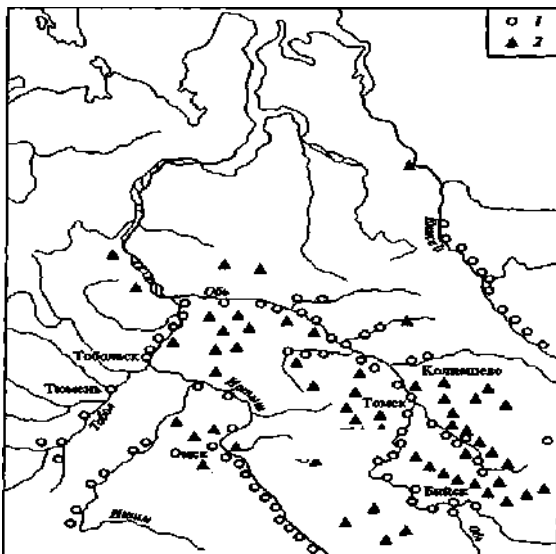 1
2
Обь
Тобольск
Тюмень
Тобол
Иртыш
Колпашево
Томск
Омск
Бийск
Ишим
Обь